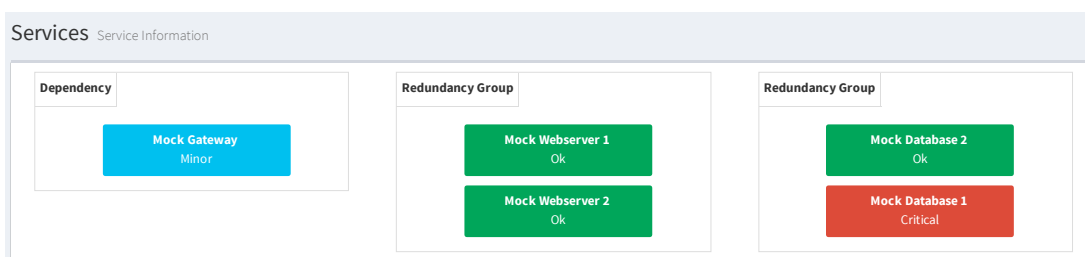 Services Service Information
Dependency
Mock Gateway
Minor
Redundancy Group
Mock Webserver 1
Ok
Mock Webserver 2
Ok
Redundancy Group
Mock Database 2
Ok
Mock Database 1
Critical